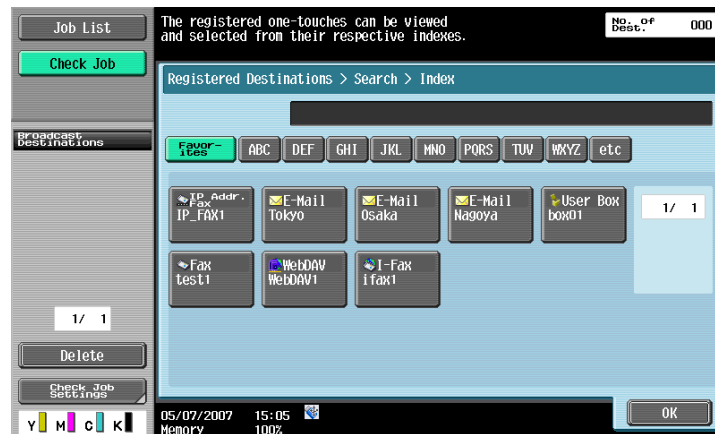 Job List
The registered one-touches can be viewed
and selected from their respective indexes.
No. of
Dest.
000
Check Job
Registered Destinations > Search > Index
Broadcast
Destinations
Favor-
ites
ABC
DEF
GHI
JKL
MNO
PQRS
TUV
WXYZ
etc
IP Addr.
Fax
IP_FAX1
E-Mail
Tokyo
E-Mail
Osaka
E-Mail
Nagoya
User Box
box01
1/ 1
Fax
test1
WebDAV
WebDAV1
I-Fax
ifax1
1/ 1
Delete
Check Job
Settings
Y M C K
05/07/2007 15:05
Memory 100%
OK